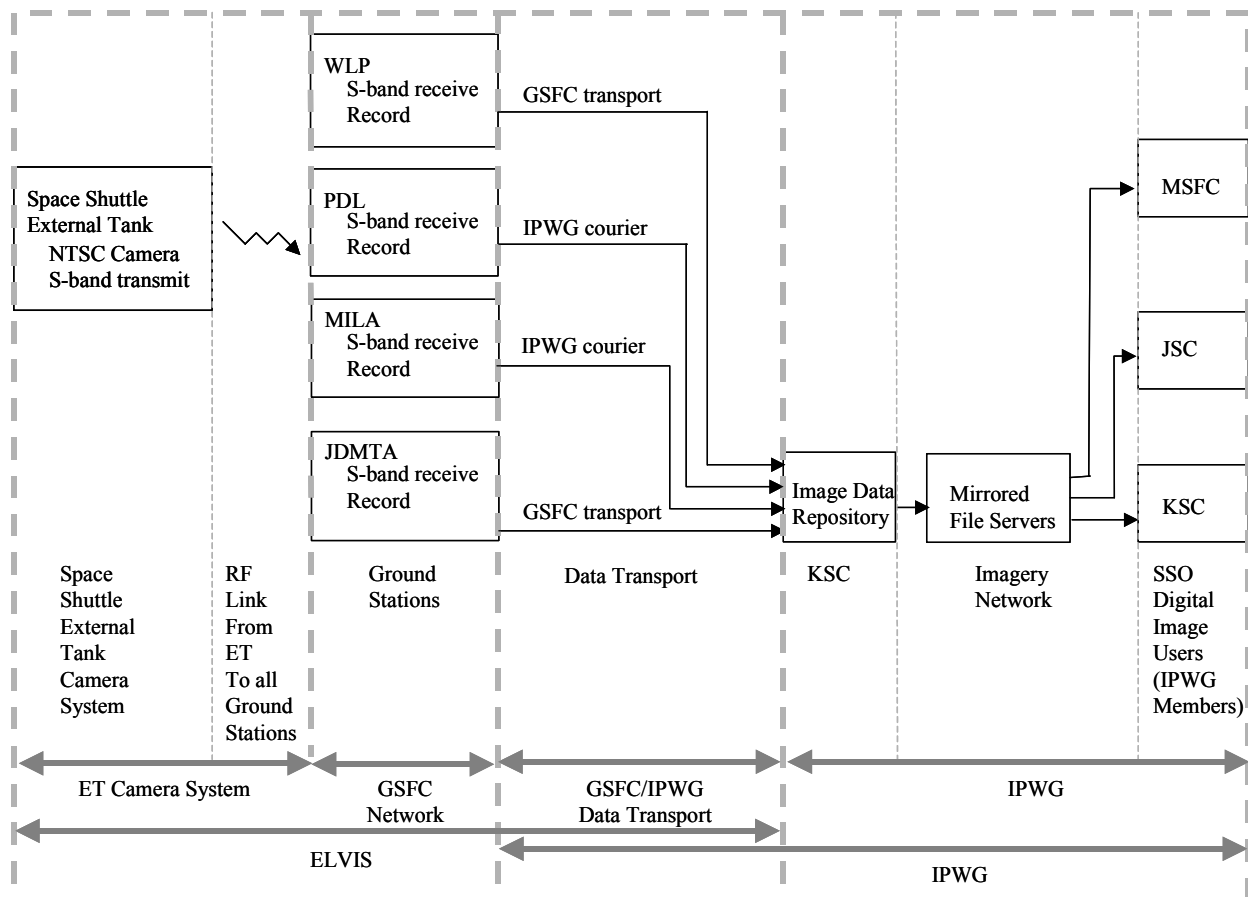 WLP
S-band receive
Record
GSFC transport
Space Shuttle
External Tank
NTSC Camera
S-band transmit
PDL
S-band receive
Record
IPWG courier
MILA
S-band receive
Record
IPWG courier
JDMTA
S-band receive
Record
GSFC transport
Image Data
Repository
Mirrored
File Servers
MSFC
JSC
KSC
Space
Shuttle
External
Tank
Camera
System
RF
Link
From
ET
To all
Ground
Stations
Ground
Stations
Data Transport
KSC
Imagery
Network
SSO
Digital
Image
Users
(IPWG
Members)
ET Camera System
GSFC
Network
GSFC/IPWG
Data Transport
IPWG
ELVIS
IPWG